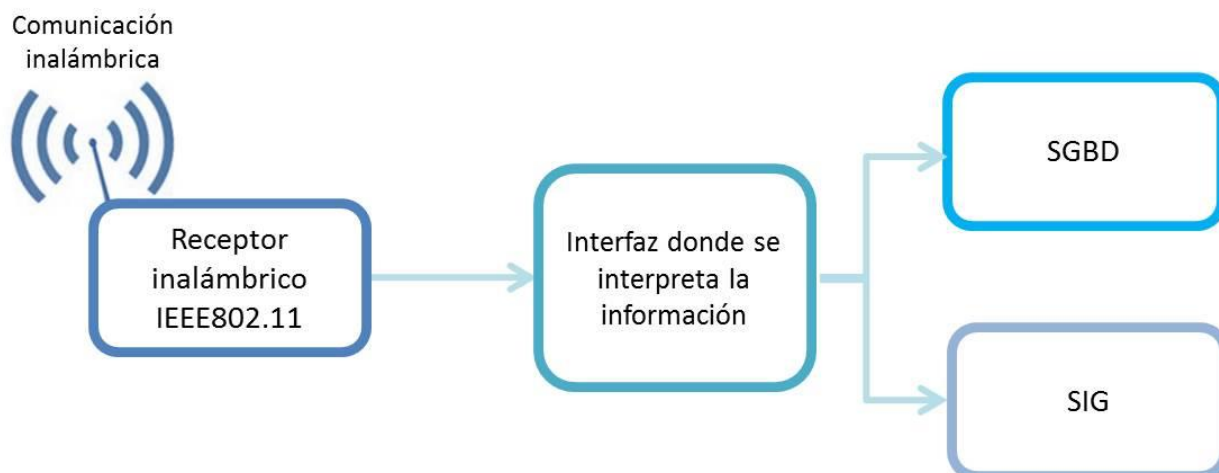 Comunicación
inalámbrica
Receptor
inalámbrico
IEEE802.11
Interfaz donde se
interpreta la
información
SGBD
SIG